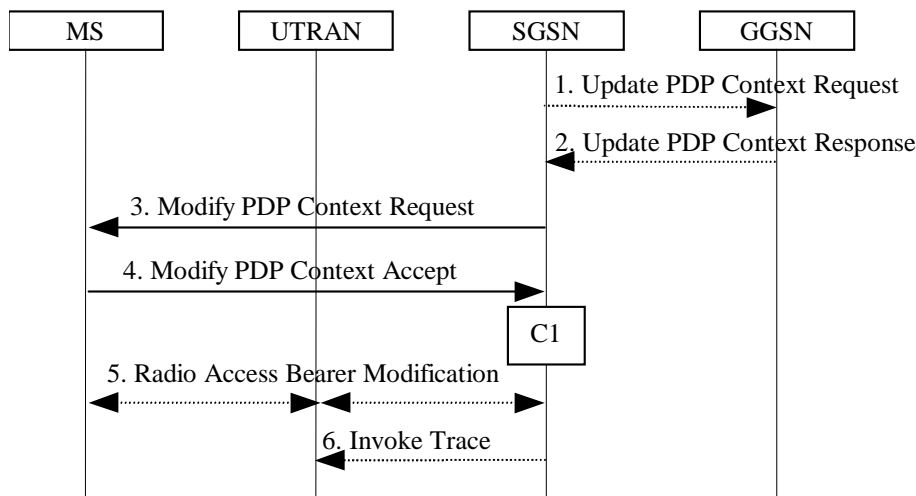 MS
UTRAN
SGSN
GGSN
1. Update PDP Context Request
2. Update PDP Context Response
3. Modify PDP Context Request
4. Modify PDP Context Accept
C1
5. Radio Access Bearer Modification
6. Invoke Trace